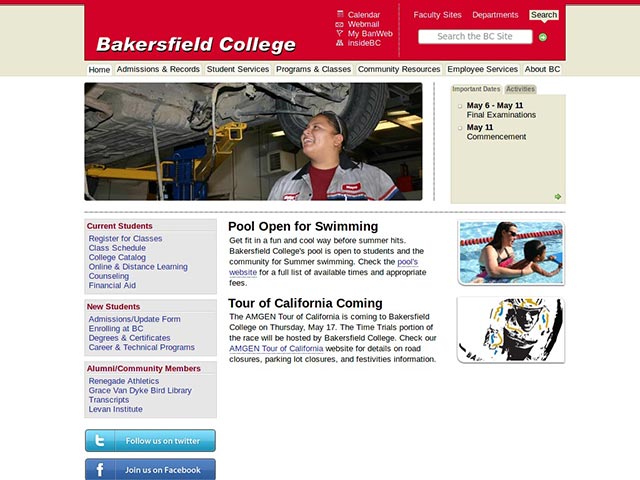 Calendar
Webmail
My BanWeb
insideBC
Faculty Sites
Departments
Search
Search the BC Site
Bakersfield College
Home
Admissions & Records
Student Services
Programs & Classes
Community Resources
Employee Services
About BC
Important Dates
Activities
May 6 - May 11
Final Examinations
May 11
Commencement
Current Students
Register for Classes
Class Schedule
College Catalog
Online & Distance Learning
Counseling
Financial Aid
New Students
Admissions/Update Form
Enrolling at BC
Degrees & Certificates
Career & Technical Programs
Alumni/Community Members
Renegade Athletics
Grace Van Dyke Bird Library
Transcripts
Levan Institute
Follow us on twitter
Join us on Facebook
Pool Open for Swimming
Get fit in a fun and cool way before summer hits.
Bakersfield College's pool is open to students and the
community for Summer swimming. Check the pool's
website for a full list of available times and appropriate
fees.
Tour of California Coming
The AMGEN Tour of California is coming to Bakersfield
College on Thursday, May 17. The Time Trials portion of
the race will be hosted by Bakersfield College. Check our
AMGEN Tour of California website for details on road
closures, parking lot closures, and festivities information.